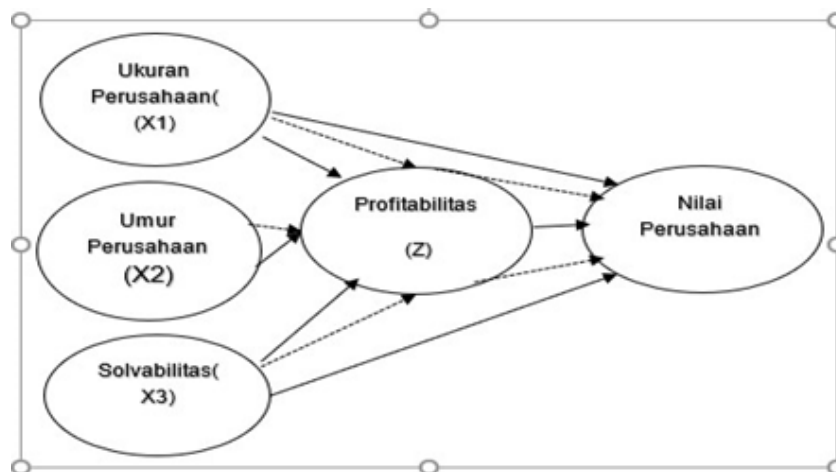 Ukuran
Perusahaan(
(X1)
Umur
Perusahaan
(X2)
Solvabilitas(
X3)
Profitabilitas
(Z)
Nilai
Perusahaan